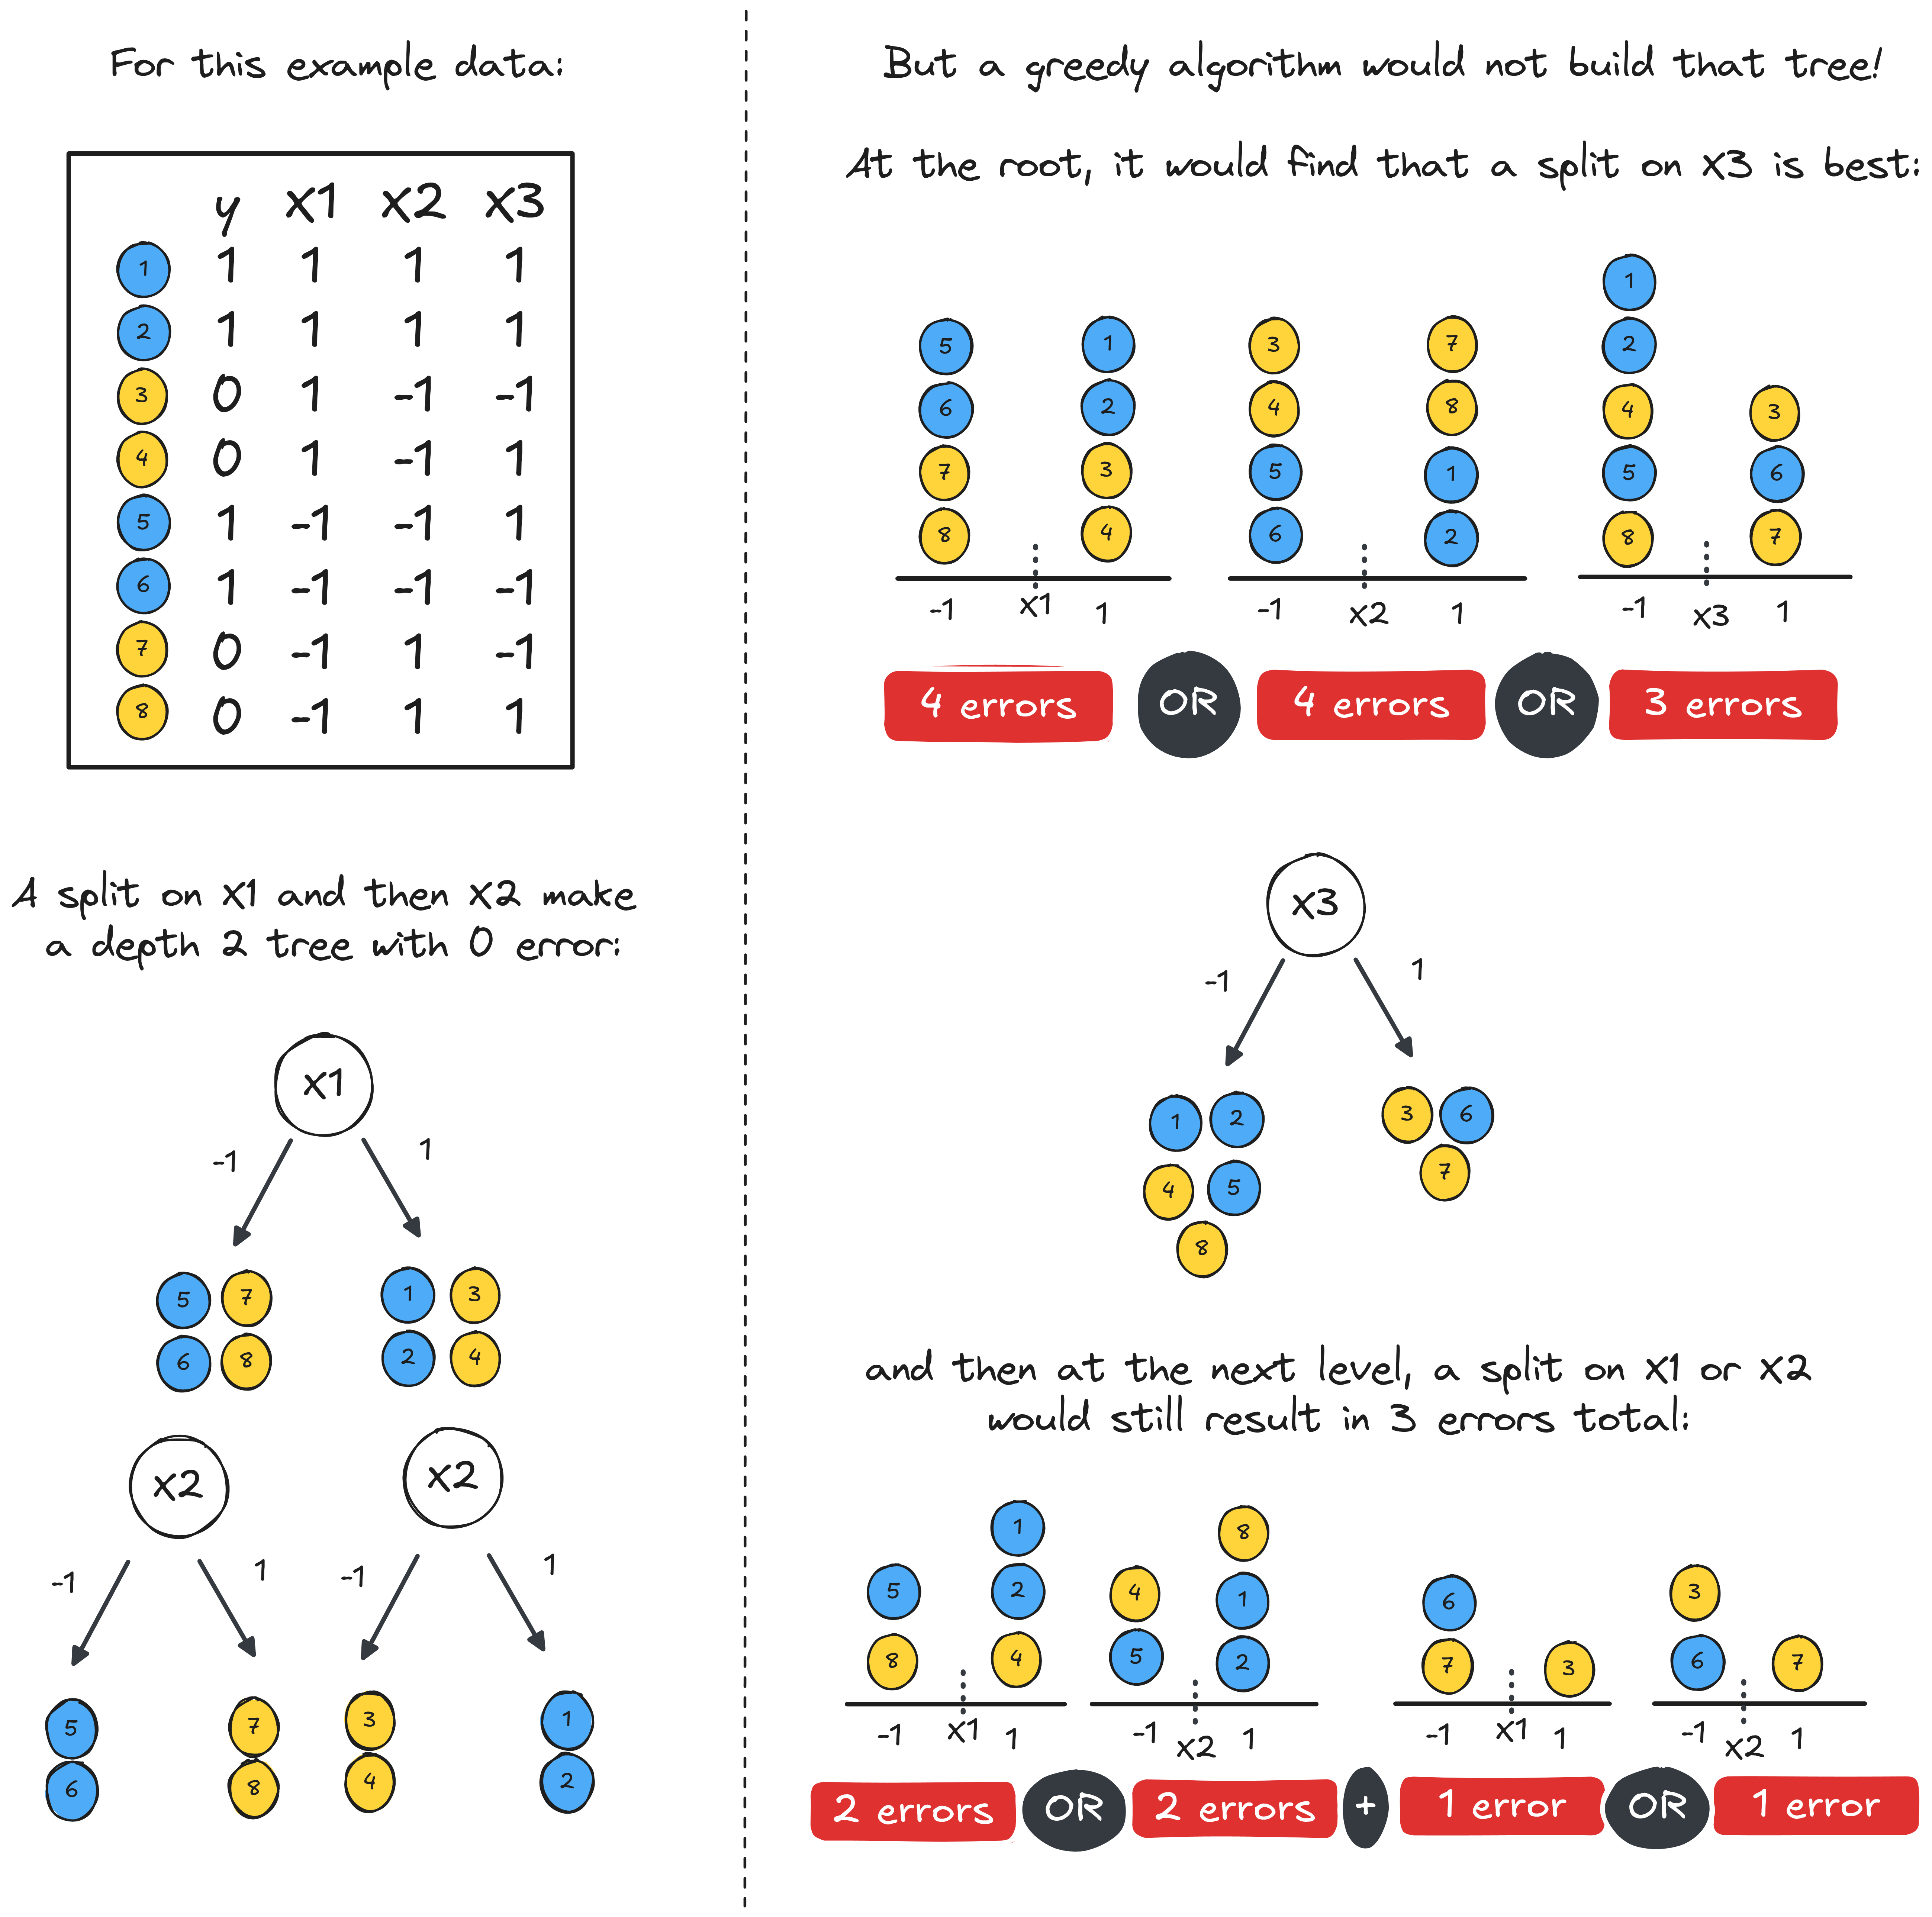 For this example data:
y X1 X2 X3
1 1 1 1 1
2 1 1 1 1
3 0 1 -1 -1
4 0 1 -1 1
5 1 -1 -1 1
6 1 -1 -1 -1
7 0 -1 1 -1
8 0 -1 1 1
A split on X1 and then X2 make
a depth 2 tree with 0 error:
X1
-1 1
5 7 1 3
6 8 2 4
X2 X2
-1 1 -1 1
5 7 3 1
6 8 4 2
But a greedy algorithm would not build that tree!
At the root, it would find that a split on X3 is best:
1
5 1 3 7 2
6 2 4 8 4 3
7 3 5 1 5 6
8 4 6 2 8 7
-1 X1 1 -1 X2 1 -1 X3 1
4 errors OR 4 errors OR 3 errors
X3
-1 1
1 2 3 6
4 5 7
8
and then at the next level, a split on X1 or X2
would still result in 3 errors total:
1 8
5 2 4 1 6 3
8 4 5 2 7 3 6 7
-1 X1 1 -1 X2 1 -1 X1 1 -1 X2 1
2 errors OR 2 errors + 1 error OR 1 error